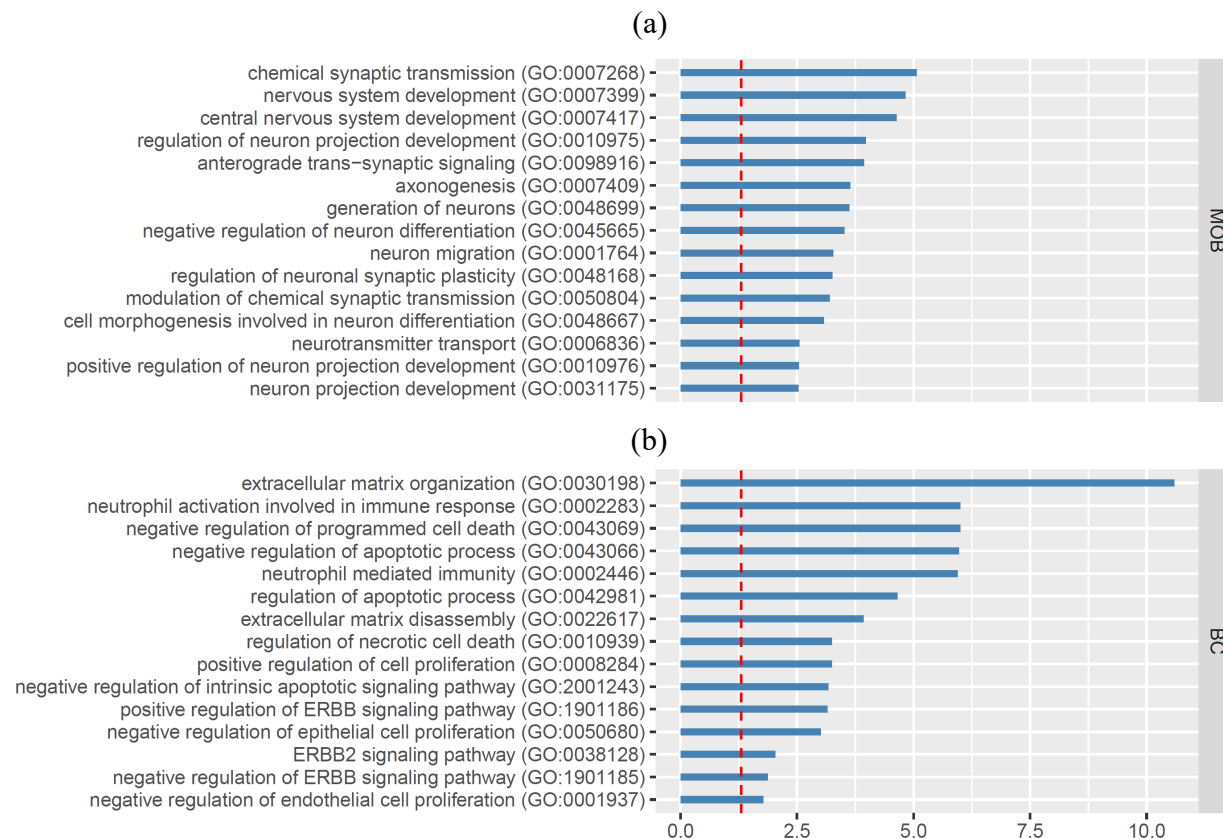 (a)
chemical synaptic transmission (GO:0007268)
nervous system development (GO:0007399)
central nervous system development (GO:0007417)
regulation of neuron projection development (GO:0010975)
anterograde trans−synaptic signaling (GO:0098916)
axonogenesis (GO:0007409)
generation of neurons (GO:0048699)
negative regulation of neuron differentiation (GO:0045665)
neuron migration (GO:0001764)
regulation of neuronal synaptic plasticity (GO:0048168)
modulation of chemical synaptic transmission (GO:0050804)
cell morphogenesis involved in neuron differentiation (GO:0048667)
neurotransmitter transport (GO:0006836)
positive regulation of neuron projection development (GO:0010976)
neuron projection development (GO:0031175)
MOB
(b)
extracellular matrix organization (GO:0030198)
neutrophil activation involved in immune response (GO:0002283)
negative regulation of programmed cell death (GO:0043069)
negative regulation of apoptotic process (GO:0043066)
neutrophil mediated immunity (GO:0002446)
regulation of apoptotic process (GO:0042981)
extracellular matrix disassembly (GO:0022617)
regulation of necrotic cell death (GO:0010939)
positive regulation of cell proliferation (GO:0008284)
negative regulation of intrinsic apoptotic signaling pathway (GO:2001243)
positive regulation of ERBB signaling pathway (GO:1901186)
negative regulation of epithelial cell proliferation (GO:0050680)
ERBB2 signaling pathway (GO:0038128)
negative regulation of ERBB signaling pathway (GO:1901185)
negative regulation of endothelial cell proliferation (GO:0001937)
BC
0.0 2.5 5.0 7.5 10.0